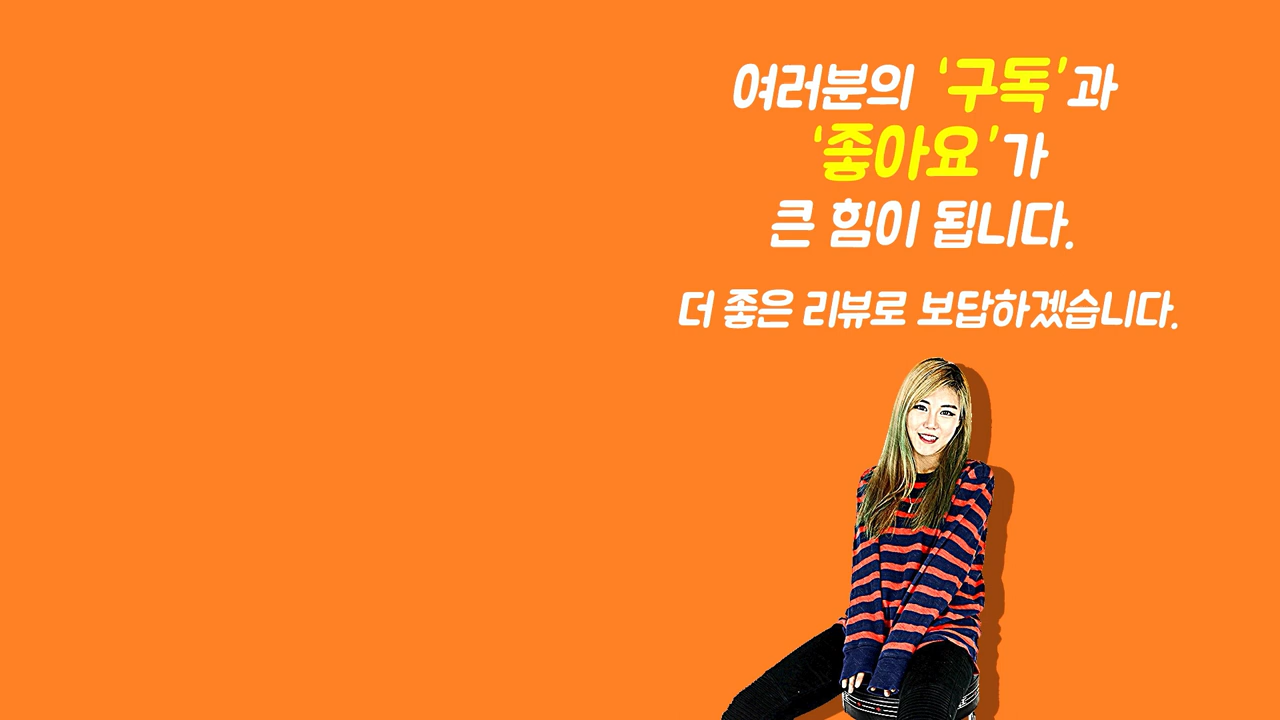 여러분의 '구독'과
'좋아요'가
큰 힘이 됩니다.
더 좋은 리뷰로 보답하겠습니다.